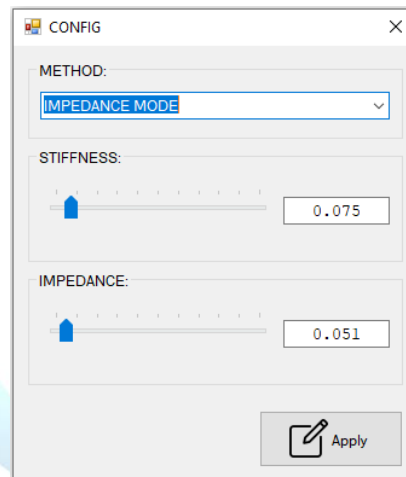 CONFIG
METHOD:
IMPEDANCE MODE
STIFFNESS:
0.075
IMPEDANCE:
0.051
Apply